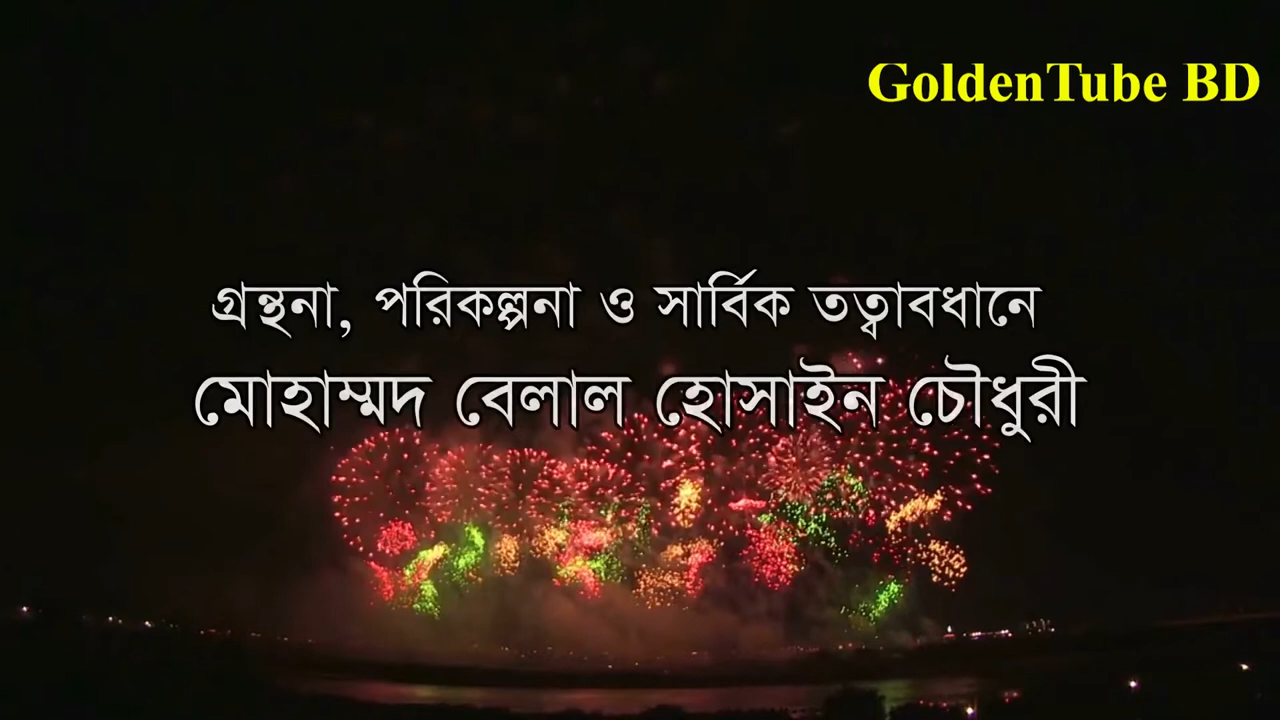 GoldenTube BD
গ্রন্থনা, পরিকল্পনা ও সার্বিক তত্বাবধানে
মোহাম্মদ বেলাল হোসাইন চৌধুরী